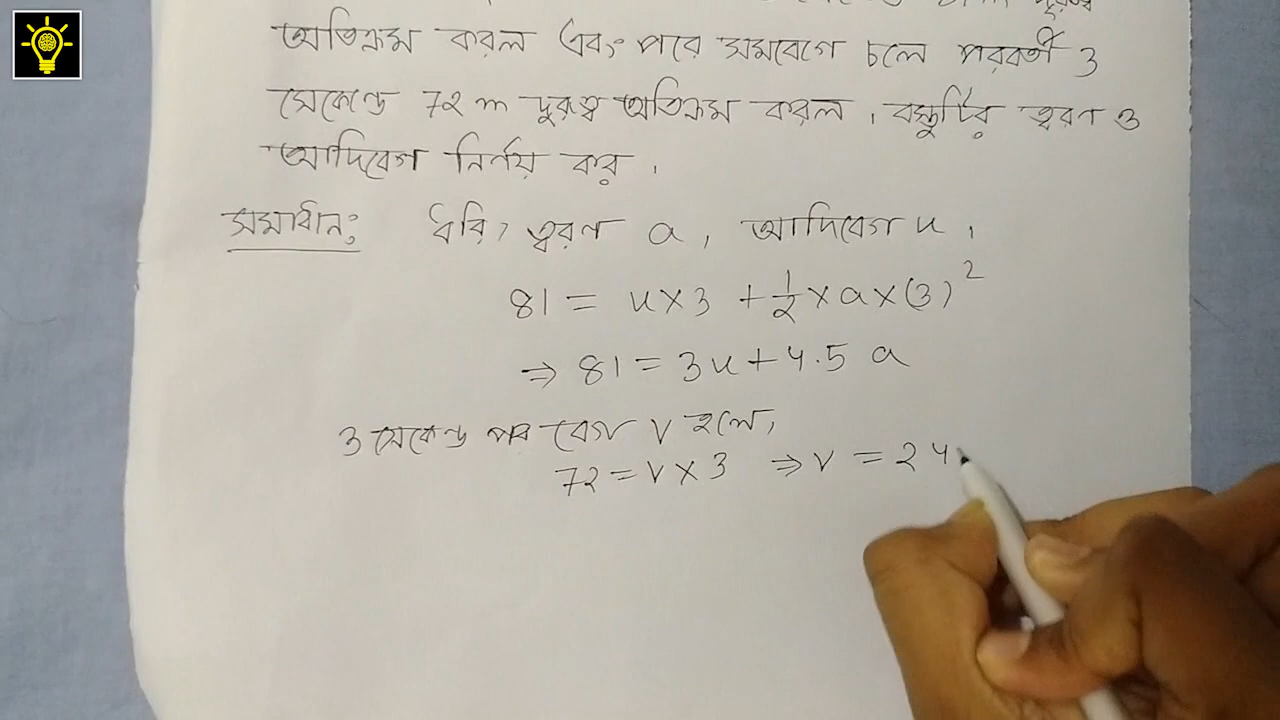 অতিক্রম করল এবং পরে সমবেগে চলে পরবর্তী 3
সেকেন্ডে 72 m দুরত্ব অতিক্রম করল । বস্তুটির ত্বরণ ও
আদিবেগ নির্ণয় কর ।
সমাধান: ধরি, ত্বরণ a, আদিবেগ u ।
81 = u×3 + 1/2 × a × (3)²
⇒ 81 = 3u + 4.5 a
3 সেকেন্ড পর বেগ v হলে,
72 = v × 3 ⇒ v = 24